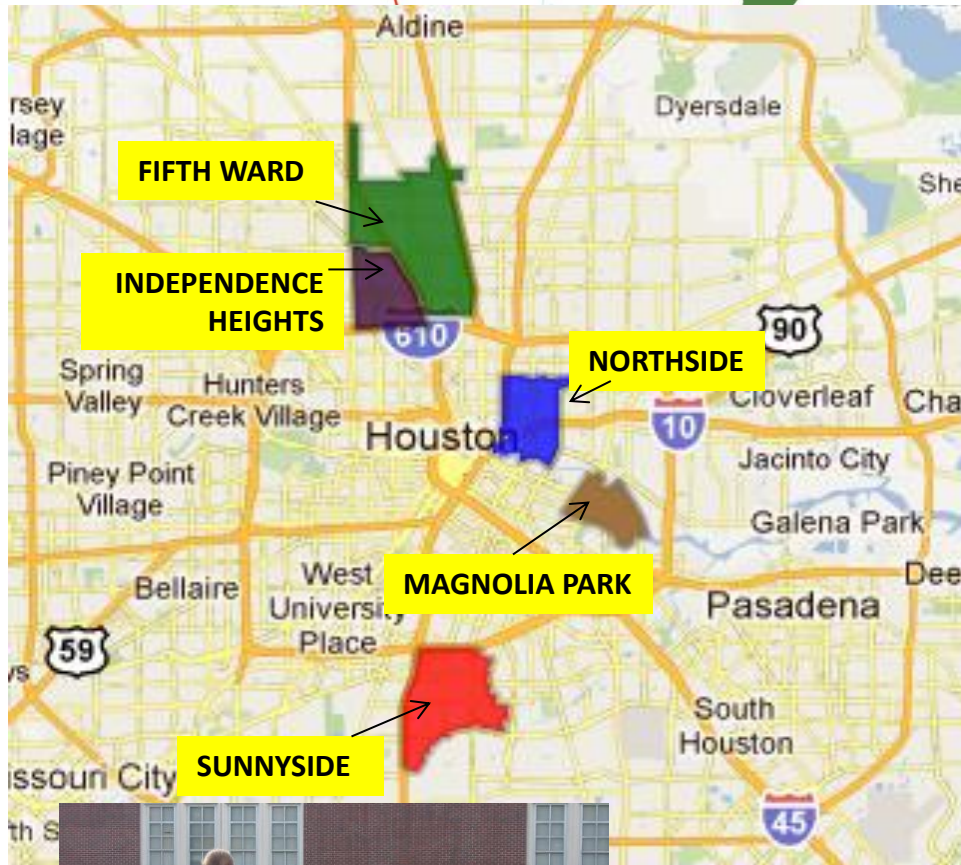 Aldine
rsey
lage
Dyersdale
FIFTH WARD
She
INDEPENDENCE
HEIGHTS
610
90
NORTHSIDE
Spring
Valley
Hunters
Creek Village
Cloverleaf
Cha
10
Houston
Jacinto City
Piney Point
Village
Galena Park
West
University
Place
MAGNOLIA PARK
Dee
Bellaire
Pasadena
59
ys
South
Houston
SUNNYSIDE
issouri City
th S
45